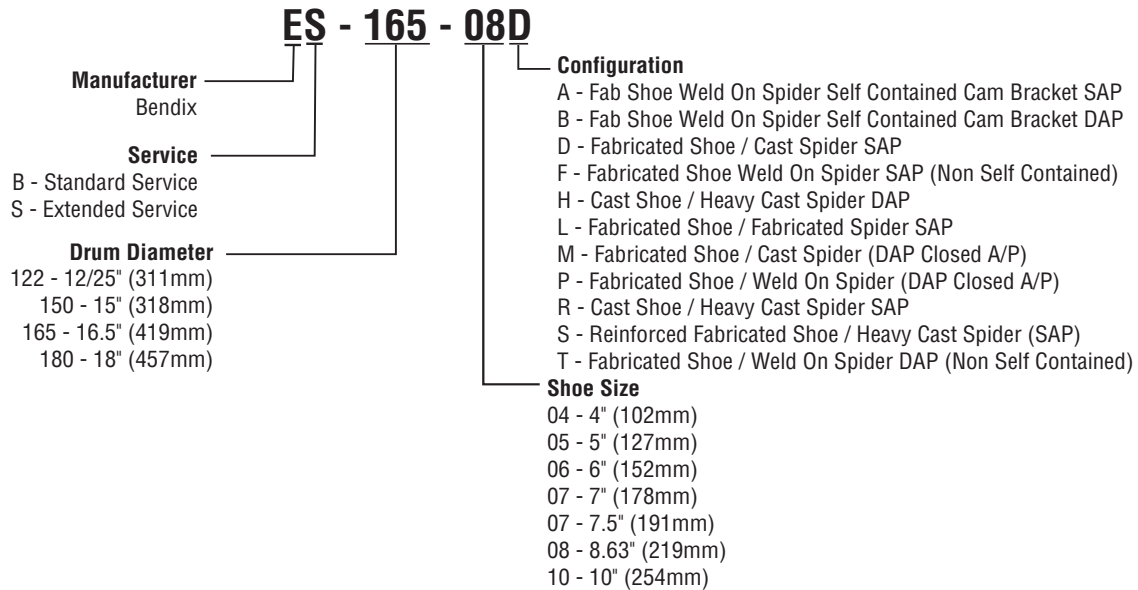 ES - 165 - 08D
Manufacturer
Bendix
Service
B - Standard Service
S - Extended Service
Drum Diameter
122 - 12/25" (311mm)
150 - 15" (318mm)
165 - 16.5" (419mm)
180 - 18" (457mm)
Configuration
A - Fab Shoe Weld On Spider Self Contained Cam Bracket SAP
B - Fab Shoe Weld On Spider Self Contained Cam Bracket DAP
D - Fabricated Shoe / Cast Spider SAP
F - Fabricated Shoe Weld On Spider SAP (Non Self Contained)
H - Cast Shoe / Heavy Cast Spider DAP
L - Fabricated Shoe / Fabricated Spider SAP
M - Fabricated Shoe / Cast Spider (DAP Closed A/P)
P - Fabricated Shoe / Weld On Spider (DAP Closed A/P)
R - Cast Shoe / Heavy Cast Spider SAP
S - Reinforced Fabricated Shoe / Heavy Cast Spider (SAP)
T - Fabricated Shoe / Weld On Spider DAP (Non Self Contained)
Shoe Size
04 - 4" (102mm)
05 - 5" (127mm)
06 - 6" (152mm)
07 - 7" (178mm)
07 - 7.5" (191mm)
08 - 8.63" (219mm)
10 - 10" (254mm)